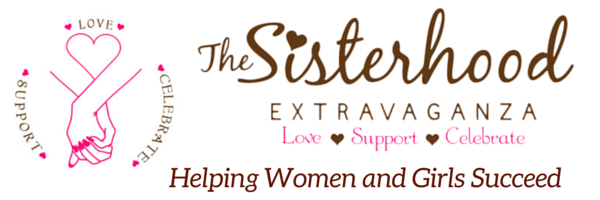 LOVE
SUPPORT
CELEBRATE
The Sisterhood
EXTRAVAGANZA
Love Support Celebrate
Helping Women and Girls Succeed